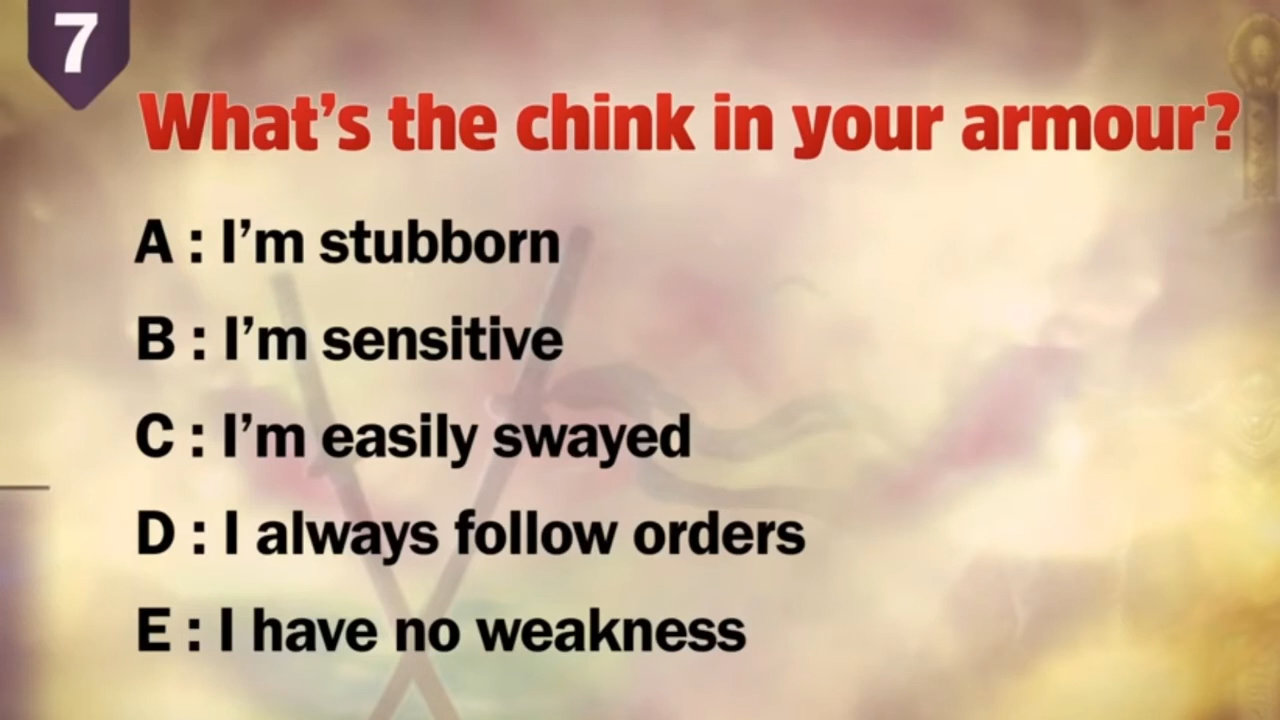 7
What’s the chink in your armour?
A : I’m stubborn
B : I’m sensitive
C : I’m easily swayed
D : I always follow orders
E : I have no weakness